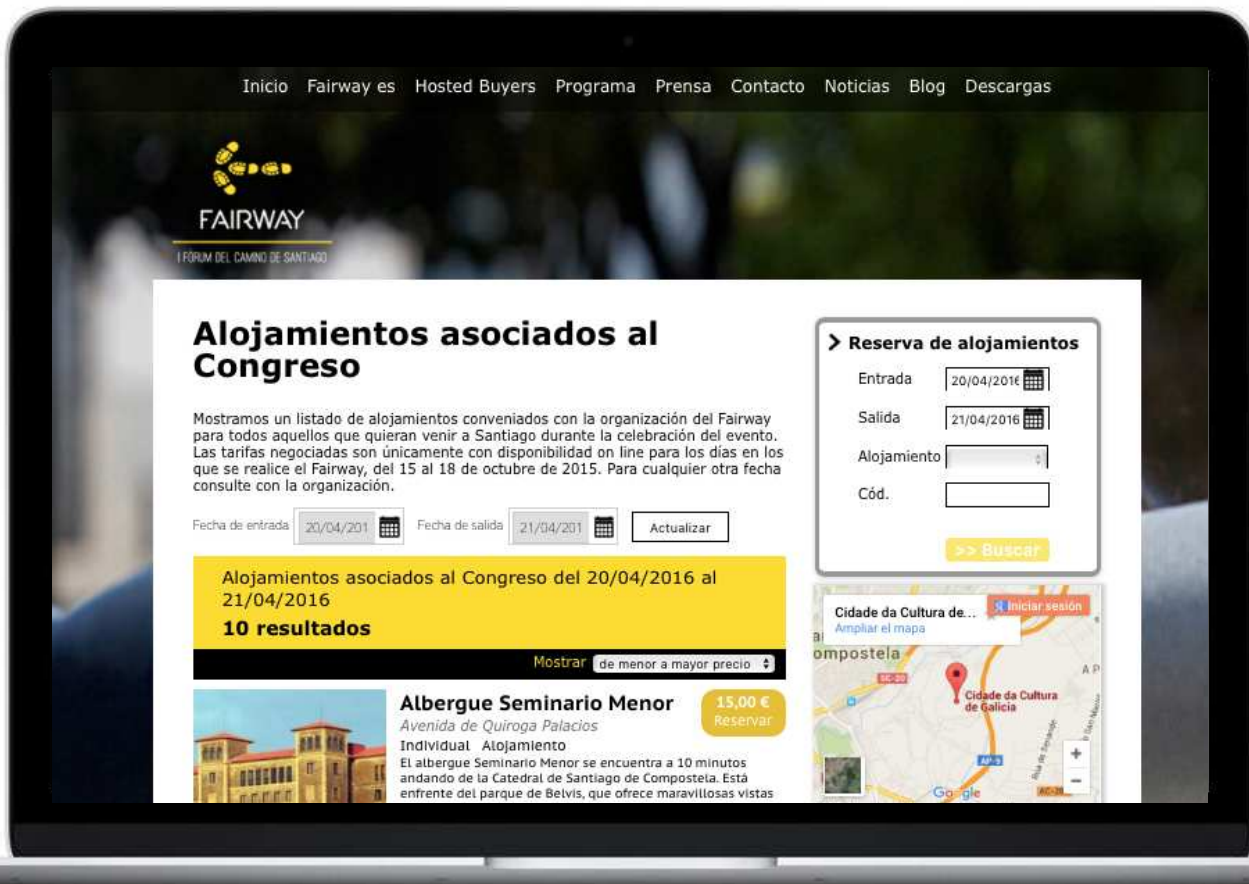 Inicio Fairway es Hosted Buyers Programa Prensa Contacto Noticias Blog Descargas
FAIRWAY
I FÓRUM DEL CAMINO DE SANTIAGO
Alojamientos asociados al
Congreso
Mostramos un listado de alojamientos conveniados con la organización del Fairway
para todos aquellos que quieran venir a Santiago durante la celebración del evento.
Las tarifas negociadas son únicamente con disponibilidad on line para los días en los
que se realice el Fairway, del 15 al 18 de octubre de 2015. Para cualquier otra fecha
consulte con la organización.
Fecha de entrada 20/04/201 Fecha de salida 21/04/201 Actualizar
Alojamientos asociados al Congreso del 20/04/2016 al
21/04/2016
10 resultados
Mostrar de menor a mayor precio
Albergue Seminario Menor
15,00 €
Reservar
Avenida de Quiroga Palacios
Individual Alojamiento
El albergue Seminario Menor se encuentra a 10 minutos
andando de la Catedral de Santiago de Compostela. Está
enfrente del parque de Belvis, que ofrece maravillosas vistas
Reserva de alojamientos
Entrada 20/04/2016
Salida 21/04/2016
Alojamiento
Cód.
>> Buscar
Cidade da Cultura de...
Ampliar el mapa
Iniciar sesión
ompostela
SC-20
A P
Cidade da Cultura
de Galicia
AP-9
+
−
Google